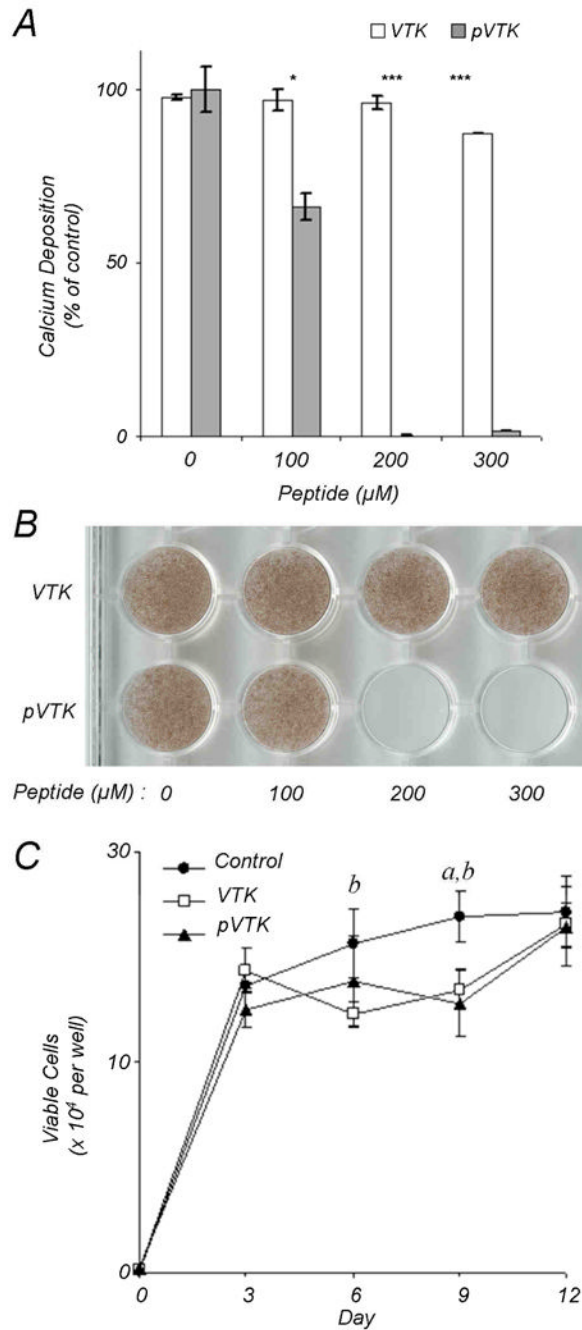 A
VTK pVTK
* *** ***
100
50
0
Calcium Deposition
(% of control)
0 100 200 300
Peptide (µM)
B
VTK
pVTK
Peptide (µM) : 0 100 200 300
C
30
10
0
Control
VTK
pVTK
b a,b
Viable Cells
(x 10⁴ per well)
0 3 6 9 12
Day